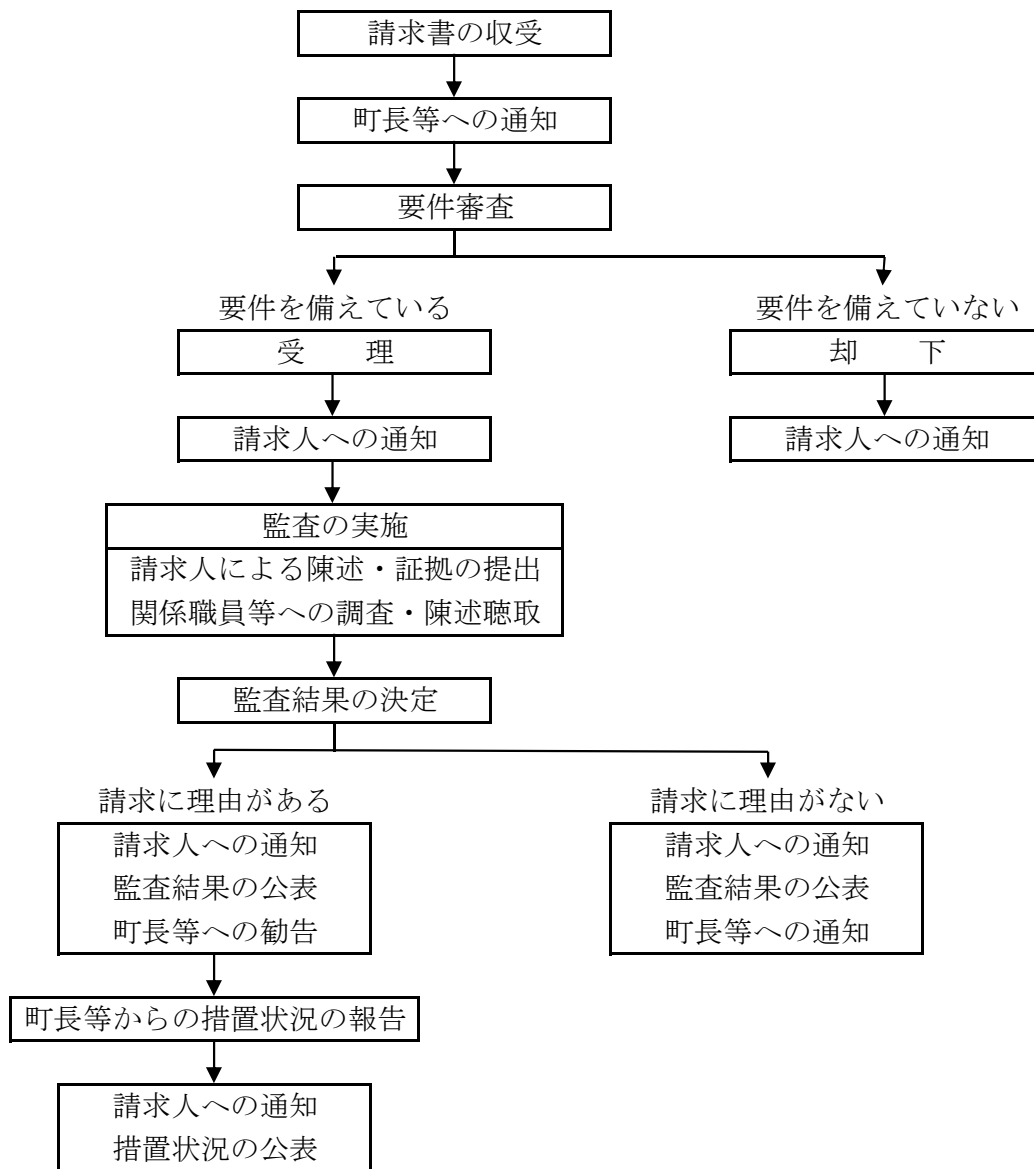 請求書の収受
町長等への通知
要件審査
要件を備えている
要件を備えていない
受　　理
却　　下
請求人への通知
請求人への通知
監査の実施
請求人による陳述・証拠の提出
関係職員等への調査・陳述聴取
監査結果の決定
請求に理由がある
請求に理由がない
請求人への通知
監査結果の公表
町長等への勧告
請求人への通知
監査結果の公表
町長等への通知
町長等からの措置状況の報告
請求人への通知
措置状況の公表